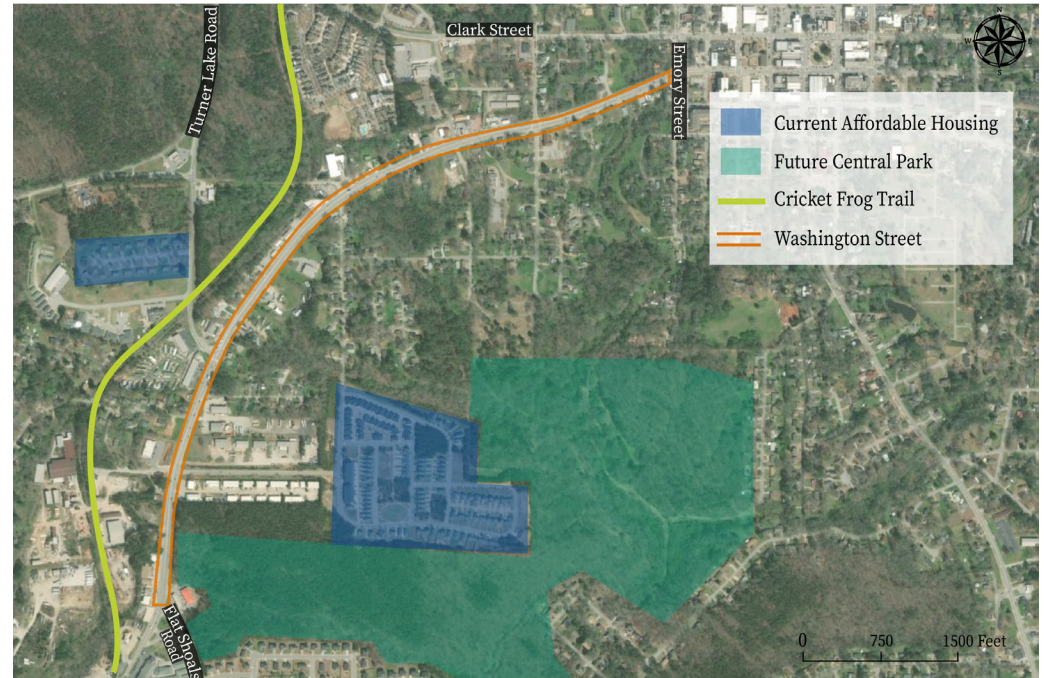 Clark Street
Turner Lake Road
Emory Street
N
W
E
S
Current Affordable Housing
Future Central Park
Cricket Frog Trail
Washington Street
Flat Shoals
Road
0 750 1500 Feet